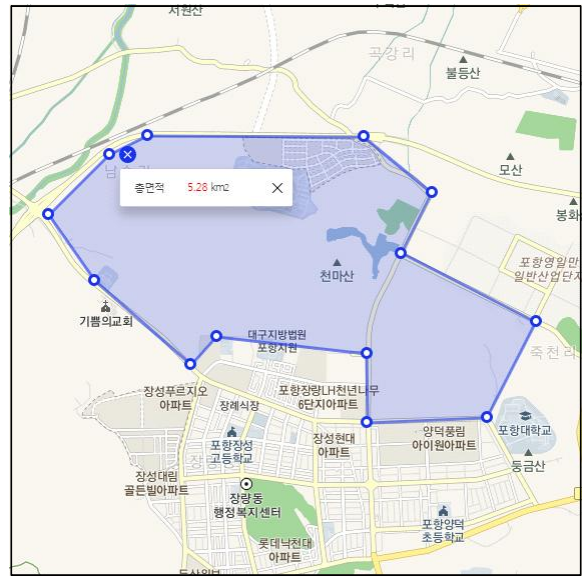 서원산
곡강리
불등산
모산
봉화
총면적 5.28 km2
천마산
포항영일만
일반산업단지
기쁨의교회
대구지방법원
포항지원
죽천리
장성푸르지오
아파트
장례식장
포항장량LH천년나무
6단지아파트
포항장성
고등학교
장성현대
아파트
양덕풍림
아이원아파트
포항대학교
장성대림
골든빌아파트
둥금산
장량동
행정복지센터
포항양덕
초등학교
롯데낙천대
아파트